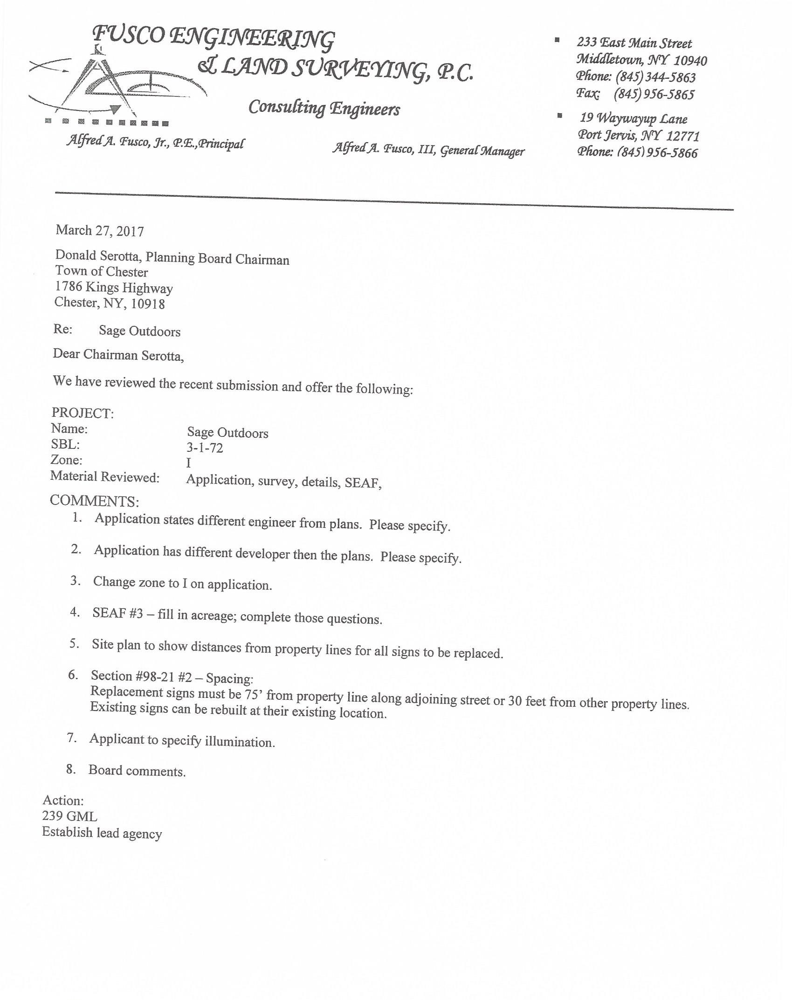 FUSCO ENGINEERING
& LAND SURVEYING, P.C.
Consulting Engineers
Alfred A. Fusco, Jr., P.E., Principal
Alfred A. Fusco, III, General Manager
▪ 233 East Main Street
Middletown, NY 10940
Phone: (845) 344-5863
Fax: (845) 956-5865
▪ 19 Waywayup Lane
Port Jervis, NY 12771
Phone: (845) 956-5866
March 27, 2017
Donald Serotta, Planning Board Chairman
Town of Chester
1786 Kings Highway
Chester, NY, 10918
Re: Sage Outdoors
Dear Chairman Serotta,
We have reviewed the recent submission and offer the following:
PROJECT:
Name: Sage Outdoors
SBL: 3-1-72
Zone: I
Material Reviewed: Application, survey, details, SEAF,
COMMENTS:
1. Application states different engineer from plans. Please specify.
2. Application has different developer then the plans. Please specify.
3. Change zone to I on application.
4. SEAF #3 – fill in acreage; complete those questions.
5. Site plan to show distances from property lines for all signs to be replaced.
6. Section #98-21 #2 – Spacing:
Replacement signs must be 75’ from property line along adjoining street or 30 feet from other property lines.
Existing signs can be rebuilt at their existing location.
7. Applicant to specify illumination.
8. Board comments.
Action:
239 GML
Establish lead agency